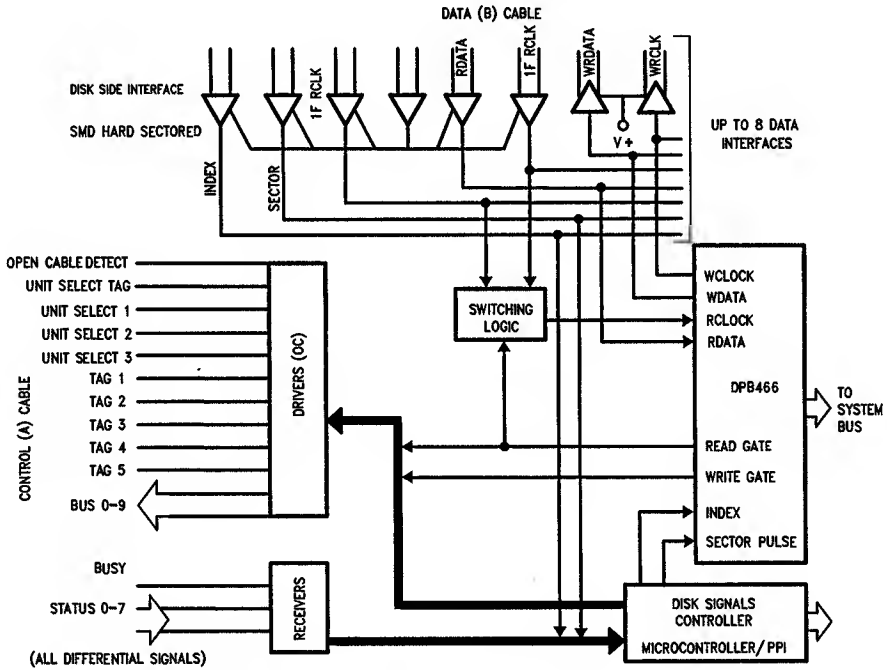 DATA (B) CABLE
DISK SIDE INTERFACE
SMD HARD SECTORED
1F RCLK
RDATA
1F RCLK
WRDATA
WRCLK
V+
UP TO 8 DATA
INTERFACES
INDEX
SECTOR
OPEN CABLE DETECT
UNIT SELECT TAG
UNIT SELECT 1
UNIT SELECT 2
UNIT SELECT 3
TAG 1
TAG 2
TAG 3
TAG 4
TAG 5
BUS 0-9
CONTROL (A) CABLE
DRIVERS (OC)
SWITCHING
LOGIC
WCLOCK
WDATA
RCLOCK
RDATA
DPB466
READ GATE
WRITE GATE
INDEX
SECTOR PULSE
TO
SYSTEM
BUS
BUSY
STATUS 0-7
(ALL DIFFERENTIAL SIGNALS)
RECEIVERS
DISK SIGNALS
CONTROLLER
MICROCONTROLLER/PPI